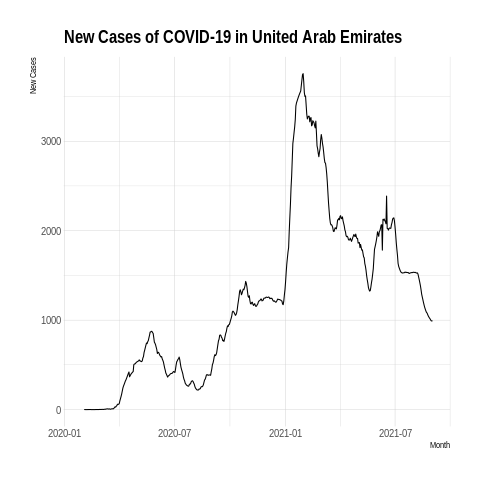 New Cases of COVID-19 in United Arab Emirates
New Cases
3000
2000
1000
0
2020-01 2020-07 2021-01 2021-07
Month